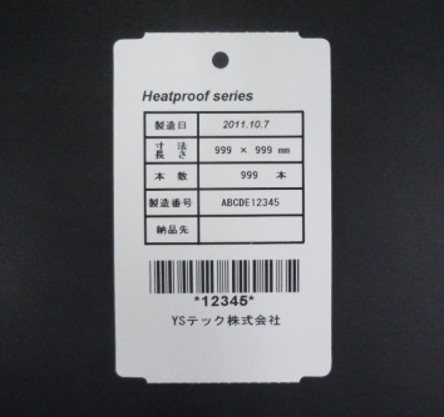 Heatproof series
製造日 2011.10.7
寸法 長さ 999 × 999 mm
本数 999 本
製造番号 ABCDE12345
納品先
*12345*
YSテック株式会社